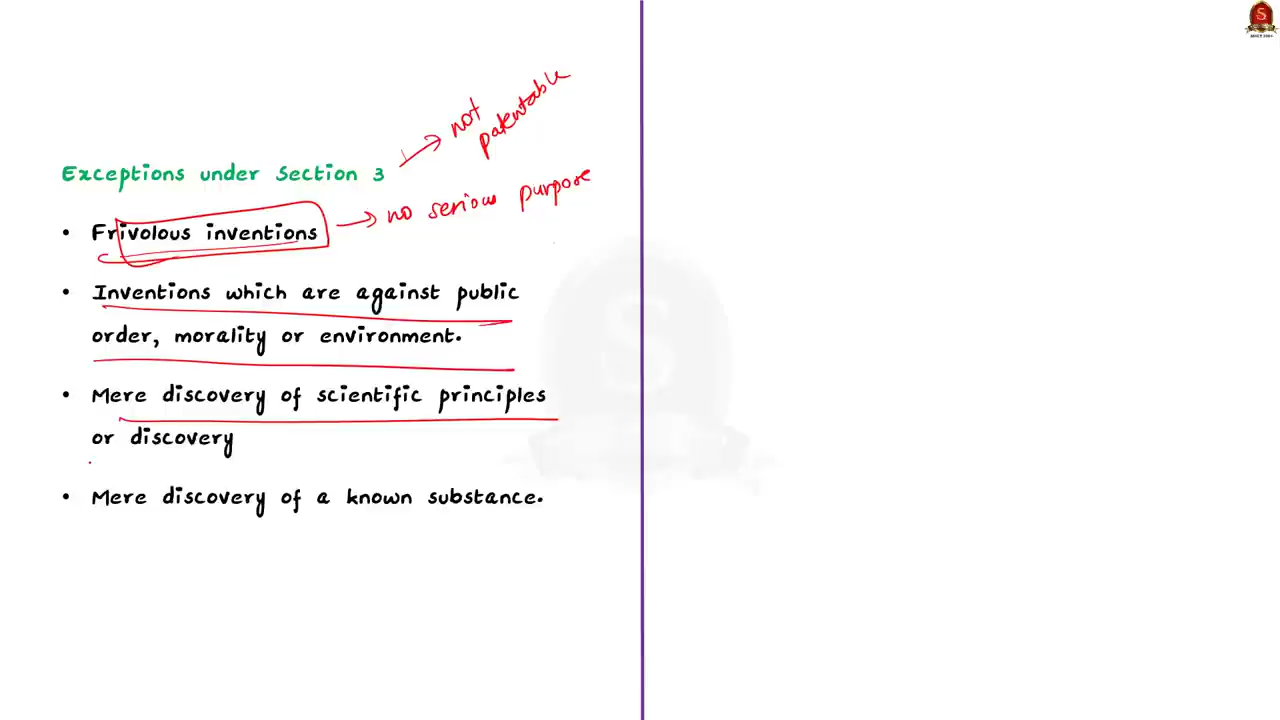 not
patentable
Exceptions under Section 3
no serious purpose
• Frivolous inventions
• Inventions which are against public
order, morality or environment.
• Mere discovery of scientific principles
or discovery
• Mere discovery of a known substance.
S